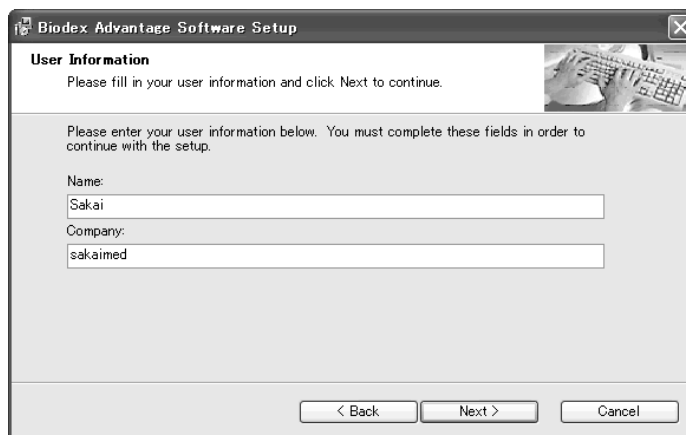 Biodex Advantage Software Setup
User Information
Please fill in your user information and click Next to continue.
Please enter your user information below. You must complete these fields in order to
continue with the setup.
Name:
Sakai
Company:
sakaimed
< Back
Next >
Cancel